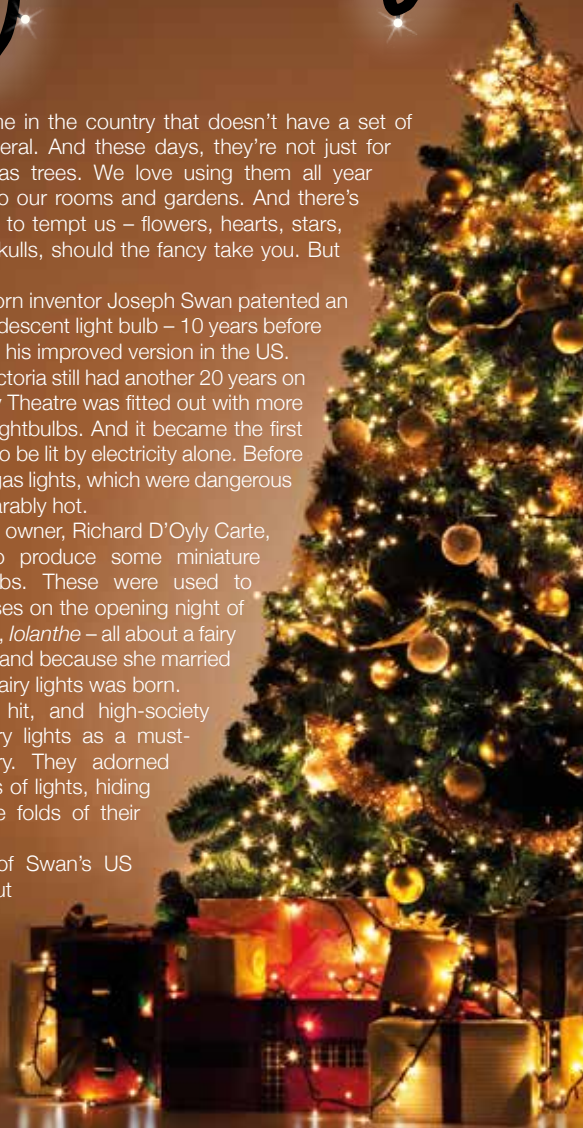 me in the country that doesn't have a set of
eral. And these days, they're not just for
as trees. We love using them all year
o our rooms and gardens. And there's
to tempt us – flowers, hearts, stars,
kulls, should the fancy take you. But
orn inventor Joseph Swan patented an
descent light bulb – 10 years before
his improved version in the US.
ctoria still had another 20 years on
y Theatre was fitted out with more
ghtbulbs. And it became the first
o be lit by electricity alone. Before
gas lights, which were dangerous
arably hot.
owner, Richard D'Oyly Carte,
o produce some miniature
bs. These were used to
ses on the opening night of
, Iolanthe – all about a fairy
and because she married
airy lights was born.
hit, and high-society
ry lights as a must-
ry. They adorned
s of lights, hiding
e folds of their
of Swan's US
ut